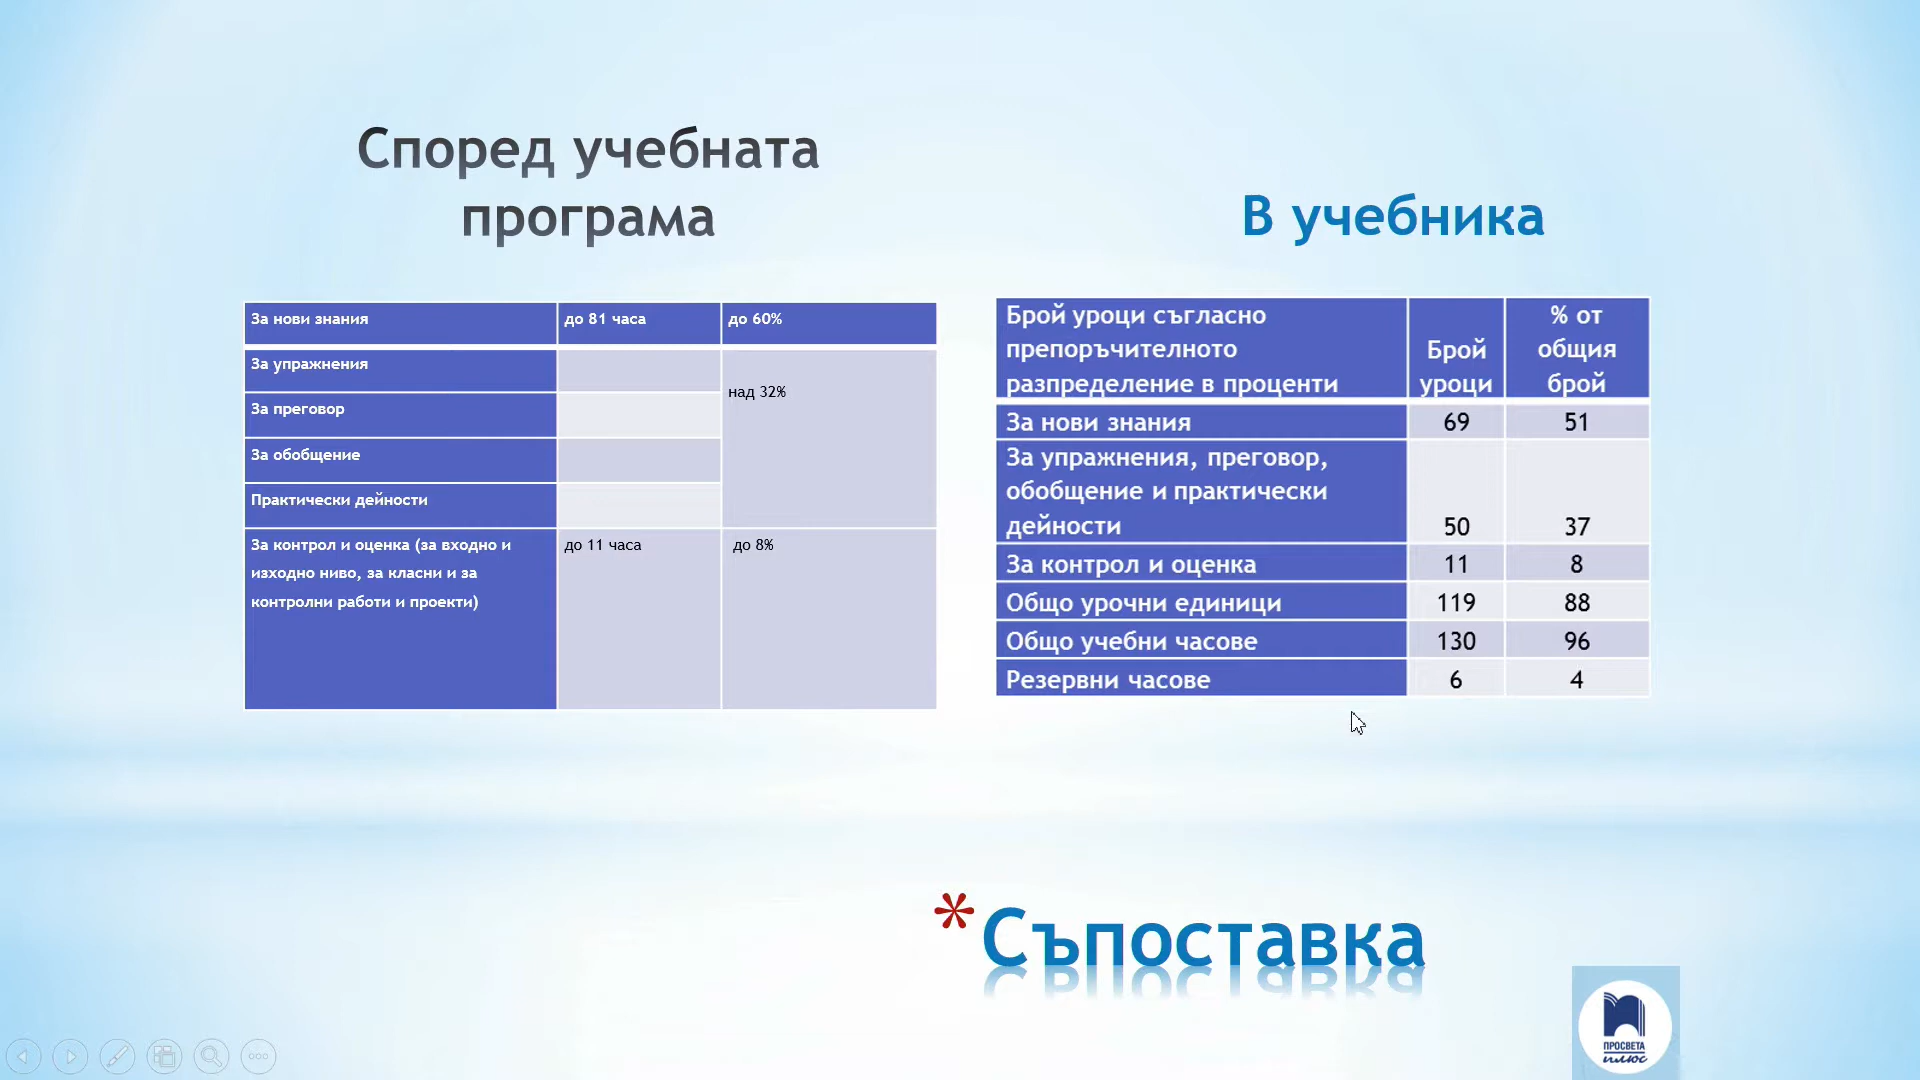 Според учебната
програма
В учебника
За нови знания до 81 часа до 60%
За упражнения
над 32%
За преговор
За обобщение
Практически дейности
За контрол и оценка (за входно и до 11 часа до 8%
изходно ниво, за класни и за
контролни работи и проекти)
Брой уроци съгласно
препоръчителното
разпределение в проценти
Брой
уроци
% от
общия
брой
За нови знания 69 51
За упражнения, преговор,
обобщение и практически
дейности 50 37
За контрол и оценка 11 8
Общо урочни единици 119 88
Общо учебни часове 130 96
Резервни часове 6 4
*Съпоставка
ПРОСВЕТА
плюс